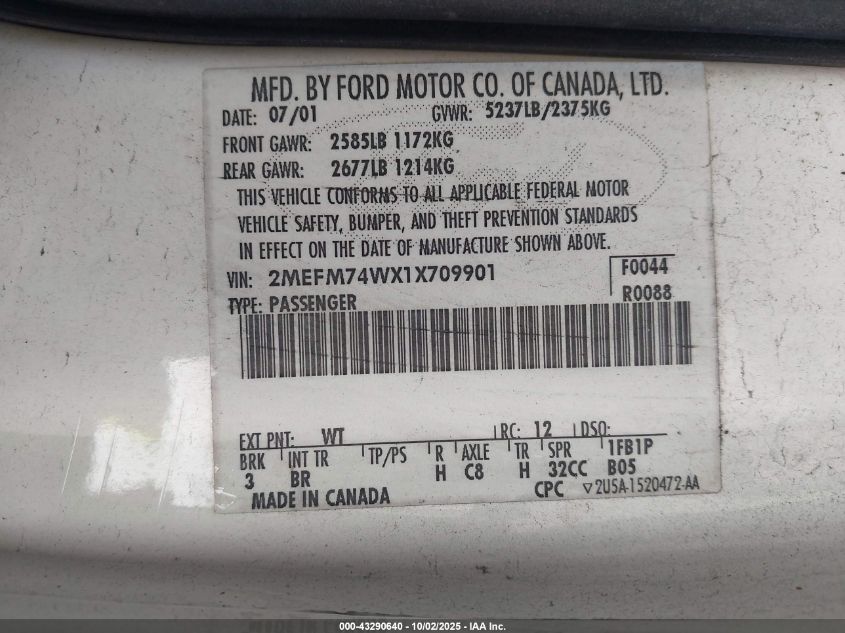 MFD. BY FORD MOTOR CO. OF CANADA, LTD.
DATE: 07/01 GVWR: 5237LB/2375KG
FRONT GAWR: 2585LB 1172KG
REAR GAWR: 2677LB 1214KG
THIS VEHICLE CONFORMS TO ALL APPLICABLE FEDERAL MOTOR
VEHICLE SAFETY, BUMPER, AND THEFT PREVENTION STANDARDS
IN EFFECT ON THE DATE OF MANUFACTURE SHOWN ABOVE.
VIN: 2MEFM74WX1X709901 F0044
TYPE: PASSENGER R0088
EXT PNT: WT RC: 12 DSO:
BRK INT TR TP/PS R AXLE TR SPR 1FB1P
3 BR H C8 H 32CC B05
MADE IN CANADA CPC ▽2U5A-1520472-AA
000-43290640 - 10/02/2025 - IAA Inc.